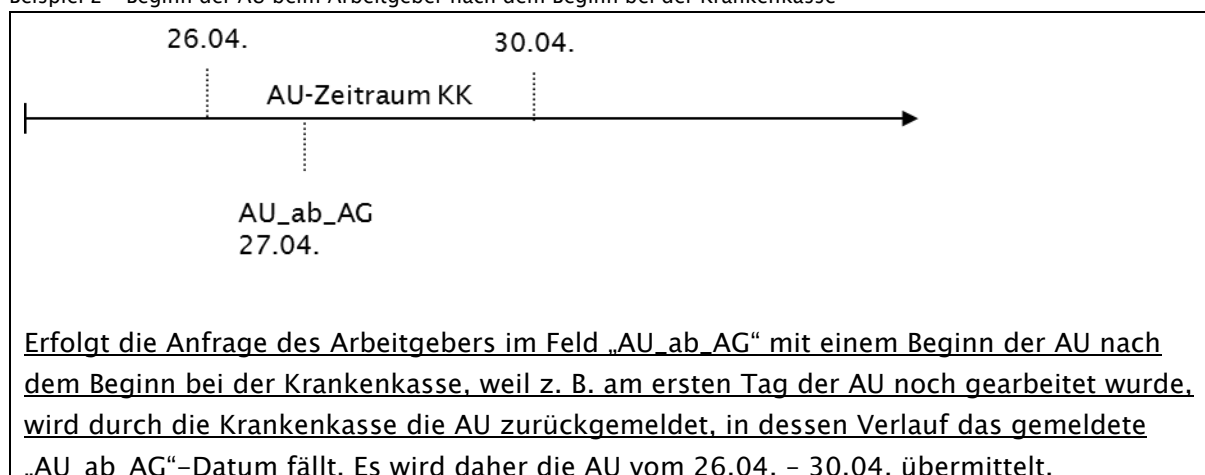 Beispiel 2 – Beginn der AU beim Arbeitgeber nach dem Beginn bei der Krankenkasse
26.04.
30.04.
AU-Zeitraum KK
AU_ab_AG
27.04.
Erfolgt die Anfrage des Arbeitgebers im Feld „AU_ab_AG“ mit einem Beginn der AU nach
dem Beginn bei der Krankenkasse, weil z. B. am ersten Tag der AU noch gearbeitet wurde,
wird durch die Krankenkasse die AU zurückgemeldet, in dessen Verlauf das gemeldete
„AU_ab_AG“-Datum fällt. Es wird daher die AU vom 26.04. – 30.04. übermittelt.